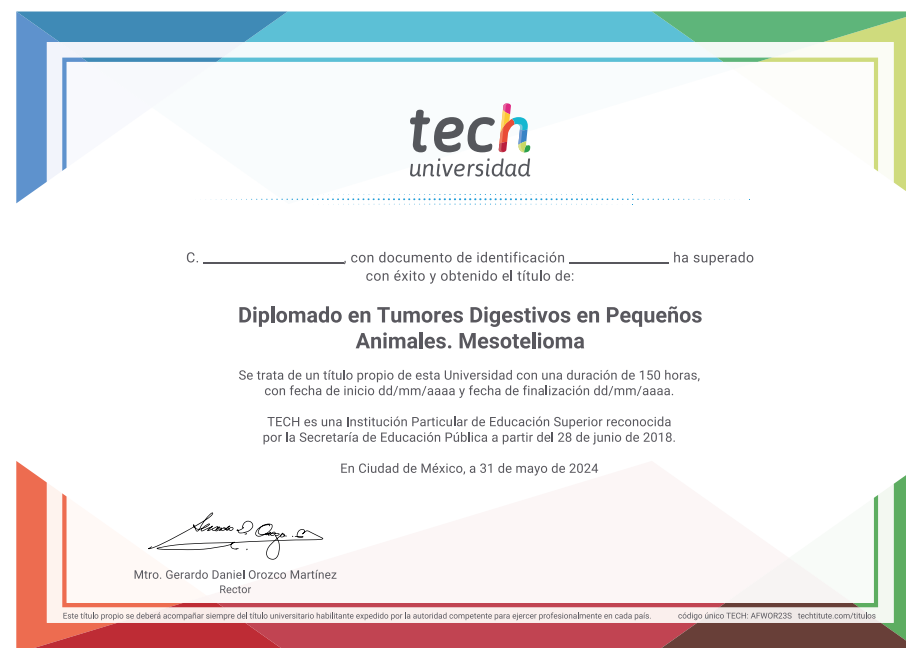 tech
universidad
C. ____________, con documento de identificación ____________ ha superado
con éxito y obtenido el título de:
Diplomado en Tumores Digestivos en Pequeños
Animales. Mesotelioma
Se trata de un título propio de esta Universidad con una duración de 150 horas,
con fecha de inicio dd/mm/aaaa y fecha de finalización dd/mm/aaaa.
TECH es una Institución Particular de Educación Superior reconocida
por la Secretaría de Educación Pública a partir del 28 de junio de 2018.
En Ciudad de México, a 31 de mayo de 2024
Mtro. Gerardo Daniel Orozco Martínez
Rector
Este título propio se deberá acompañar siempre del título universitario habilitante expedido por la autoridad competente para ejercer profesionalmente en cada país. código único TECH: AFWOR23S techtitute.com/titulos